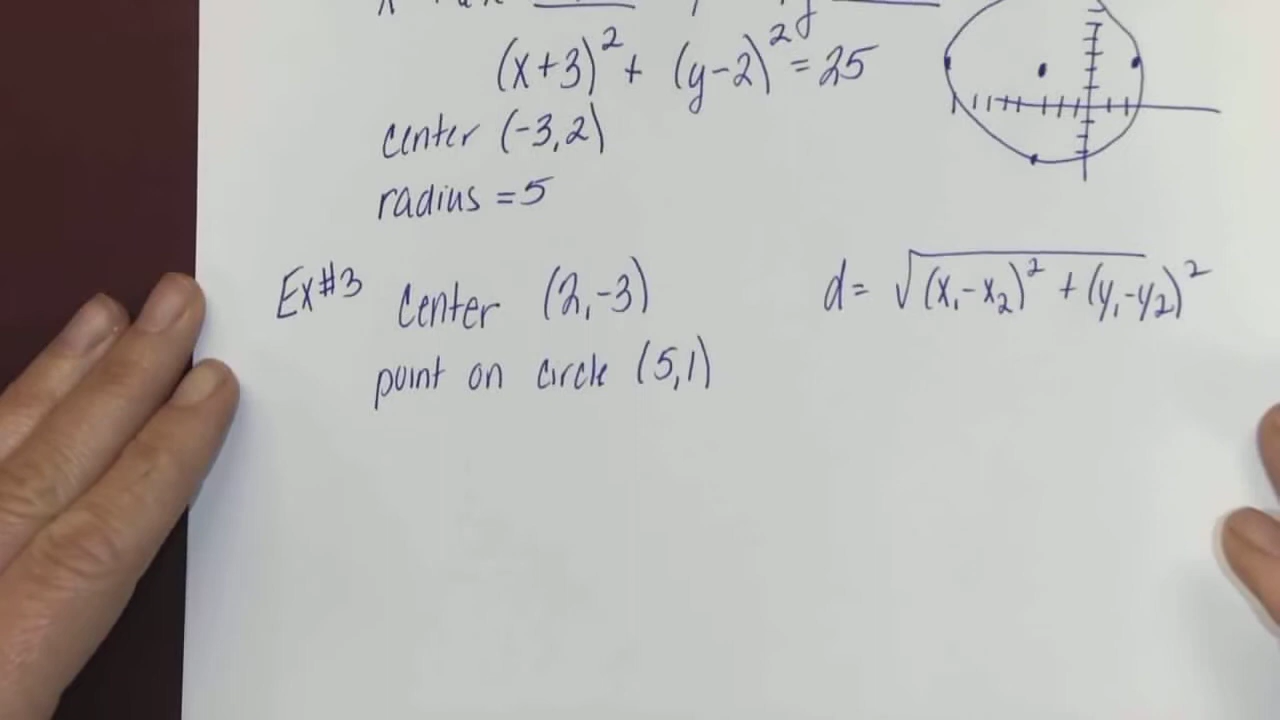 (x+3)² + (y-2)² = 25
center (-3,2)
radius = 5
Ex#3 Center (2,-3)
d = √(x₁-x₂)² + (y₁-y₂)²
point on circle (5,1)